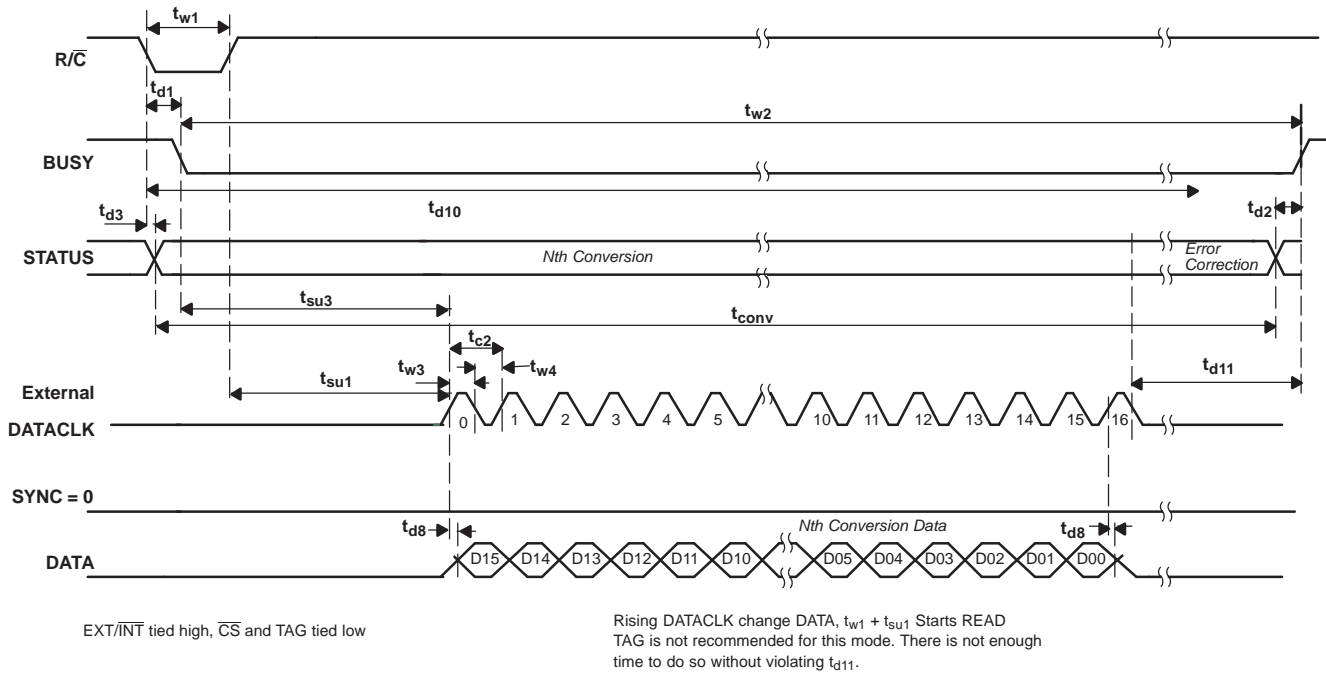 tw1
R/C̅
td1
tw2
BUSY
td3
td10
td2
STATUS
Nth Conversion
Error
Correction
tsu3
tconv
tc2
tw3
tw4
tsu1
td11
External
DATACLK
0 1 2 3 4 5 10 11 12 13 14 15 16
SYNC = 0
td8
Nth Conversion Data
td8
DATA
D15 D14 D13 D12 D11 D10 D05 D04 D03 D02 D01 D00
EXT/I̅N̅T̅ tied high, C̅S̅ and TAG tied low
Rising DATACLK change DATA, tw1 + tsu1 Starts READ
TAG is not recommended for this mode. There is not enough
time to do so without violating td11.